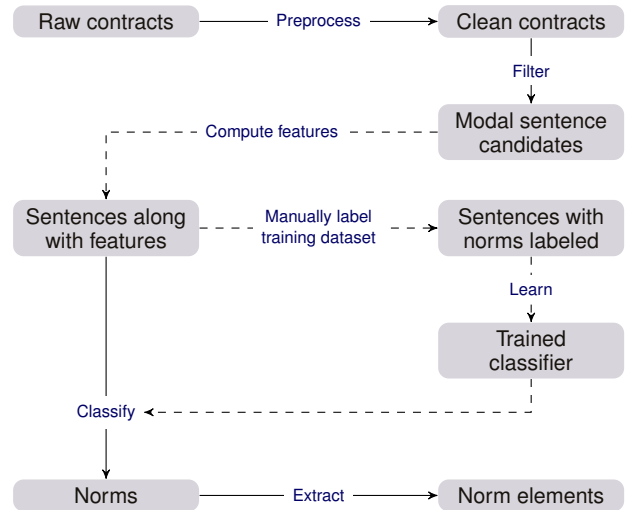 Raw contracts
Preprocess
Clean contracts
Filter
Modal sentence
candidates
Compute features
Sentences along
with features
Manually label
training dataset
Sentences with
norms labeled
Learn
Trained
classifier
Classify
Norms
Extract
Norm elements